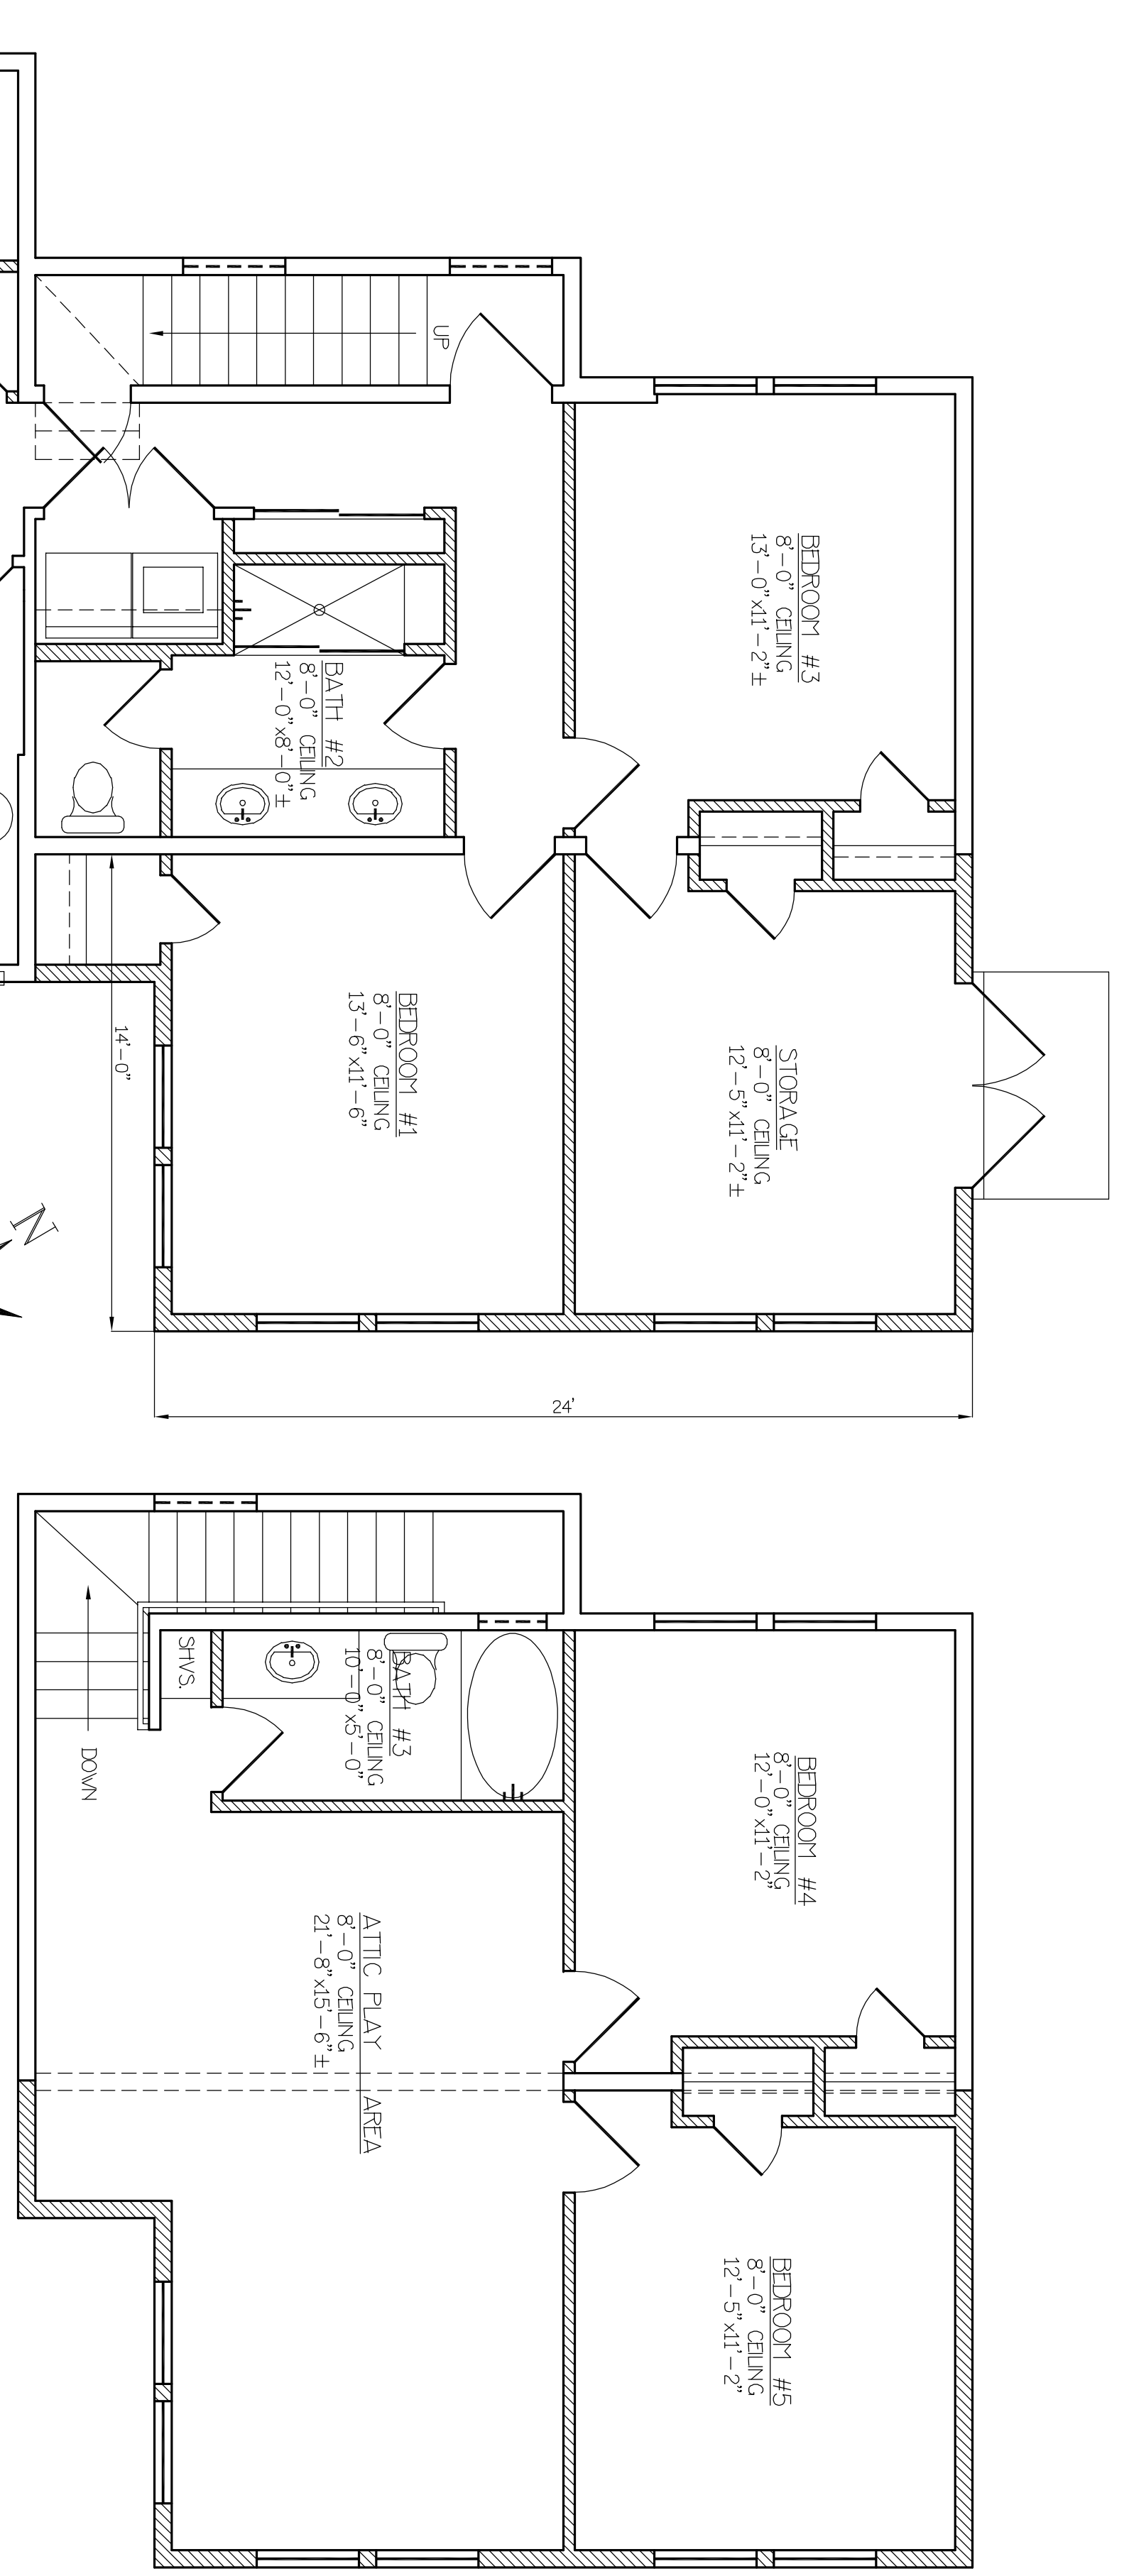 UP
BEDROOM #3
8'-0" CEILING
13'-0"x11'-2"±
BATH #2
8'-0" CEILING
12'-0"x8'-0"±
BEDROOM #1
8'-0" CEILING
13'-6"x11'-6"
STORAGE
8'-0" CEILING
12'-5"x11'-2"±
14'-0"
N
24'
SHVS.
DOWN
BATH #3
8'-0" CEILING
10'-0"x5'-0"
BEDROOM #4
8'-0" CEILING
12'-0"x11'-2"
ATTIC PLAY AREA
8'-0" CEILING
21'-8"x15'-6"±
BEDROOM #5
8'-0" CEILING
12'-5"x11'-2"